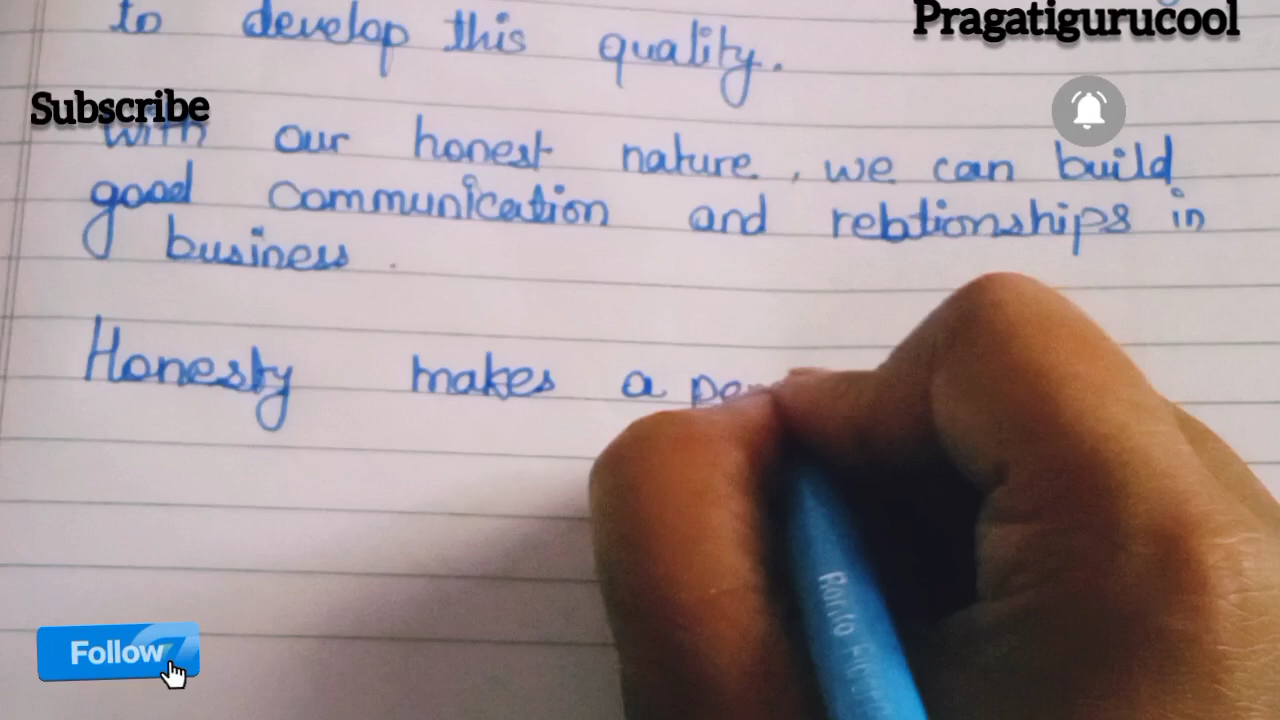 Pragatigurucool
to develop this quality.
Subscribe
with our honest nature, we can build
good communication and relationships in
business.
Honesty makes a
Follow